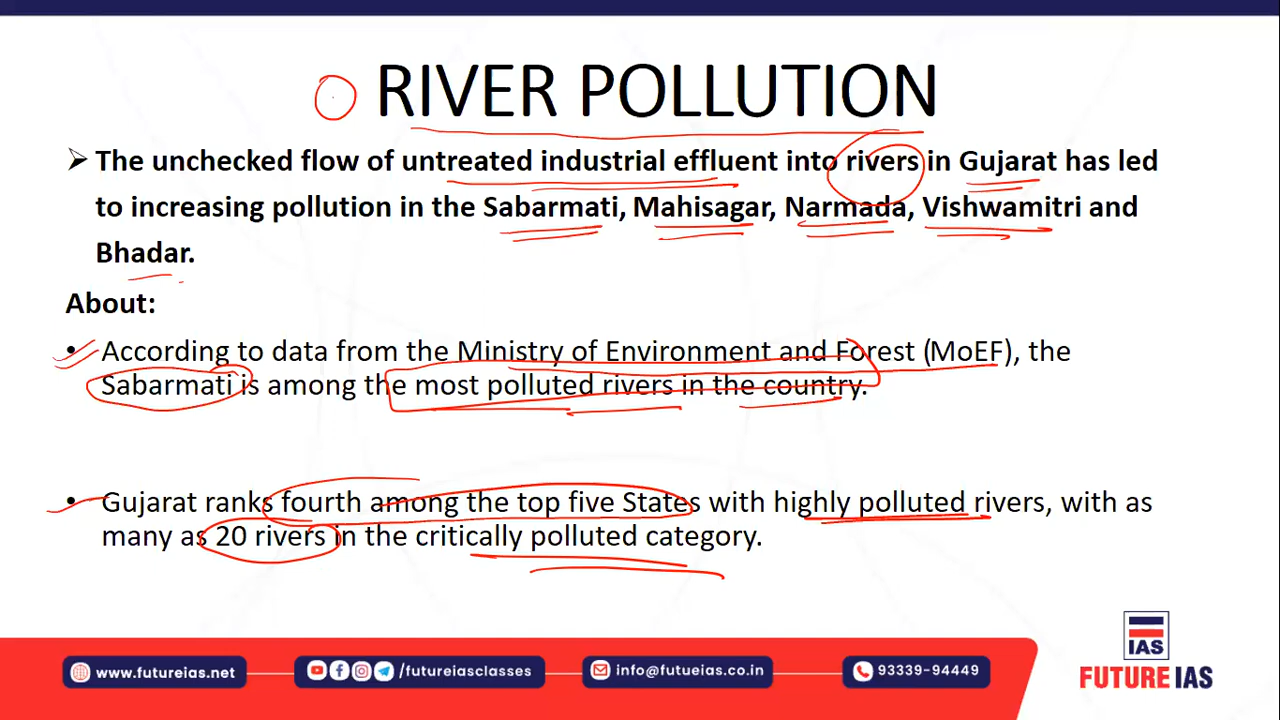 RIVER POLLUTION
➢ The unchecked flow of untreated industrial effluent into rivers in Gujarat has led
to increasing pollution in the Sabarmati, Mahisagar, Narmada, Vishwamitri and
Bhadar.
About:
• According to data from the Ministry of Environment and Forest (MoEF), the
Sabarmati is among the most polluted rivers in the country.
• Gujarat ranks fourth among the top five States with highly polluted rivers, with as
many as 20 rivers in the critically polluted category.
www.futureias.net
/futureiasclasses
info@futueias.co.in
93339-94449
IAS
FUTURE IAS